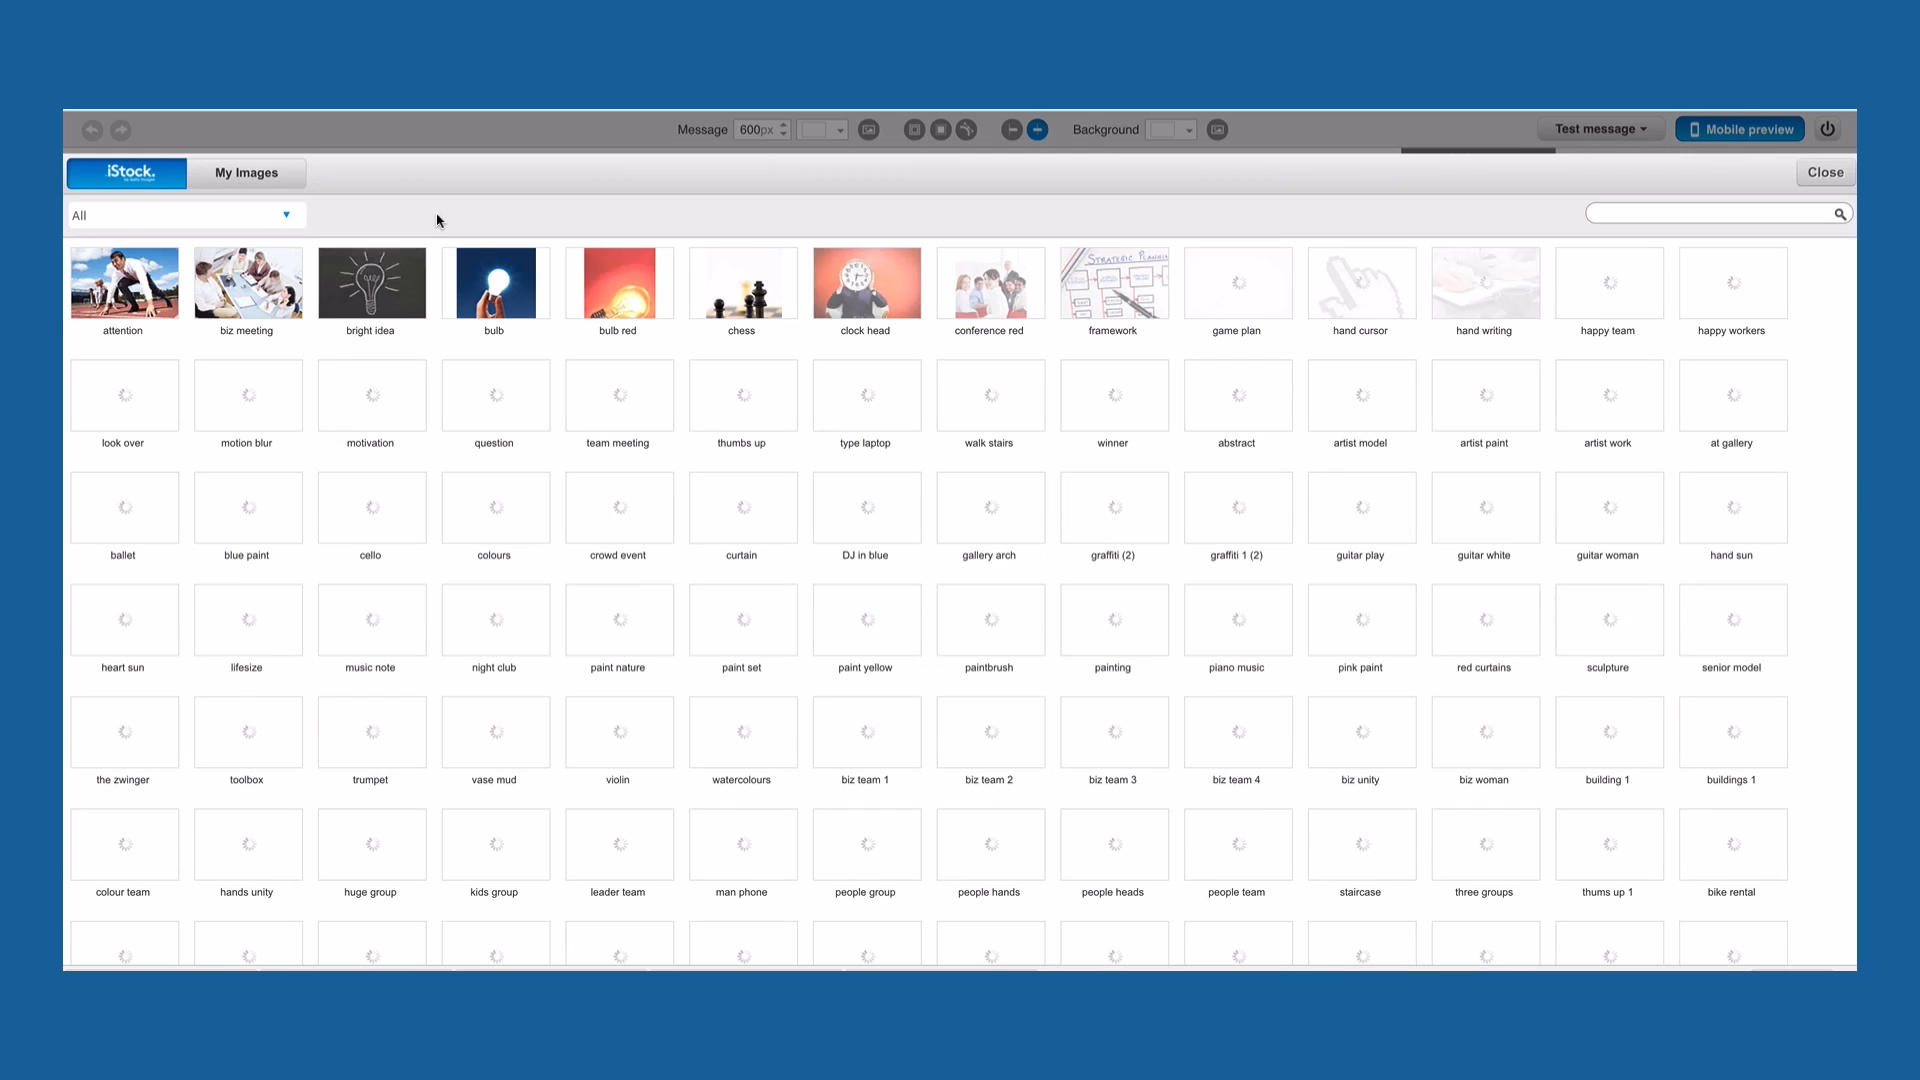 Message 600px Background Test message Mobile preview
iStock. My Images Close
All
STRATEGIC PLANNIN
attention biz meeting bright idea bulb bulb red chess clock head conference red framework game plan hand cursor hand writing happy team happy workers
look over motion blur motivation question team meeting thumbs up type laptop walk stairs winner abstract artist model artist paint artist work at gallery
ballet blue paint cello colours crowd event curtain DJ in blue gallery arch graffiti (2) graffiti 1 (2) guitar play guitar white guitar woman hand sun
heart sun lifesize music note night club paint nature paint set paint yellow paintbrush painting piano music pink paint red curtains sculpture senior model
the zwinger toolbox trumpet vase mud violin watercolours biz team 1 biz team 2 biz team 3 biz team 4 biz unity biz woman building 1 buildings 1
colour team hands unity huge group kids group leader team man phone people group people hands people heads people team staircase three groups thums up 1 bike rental